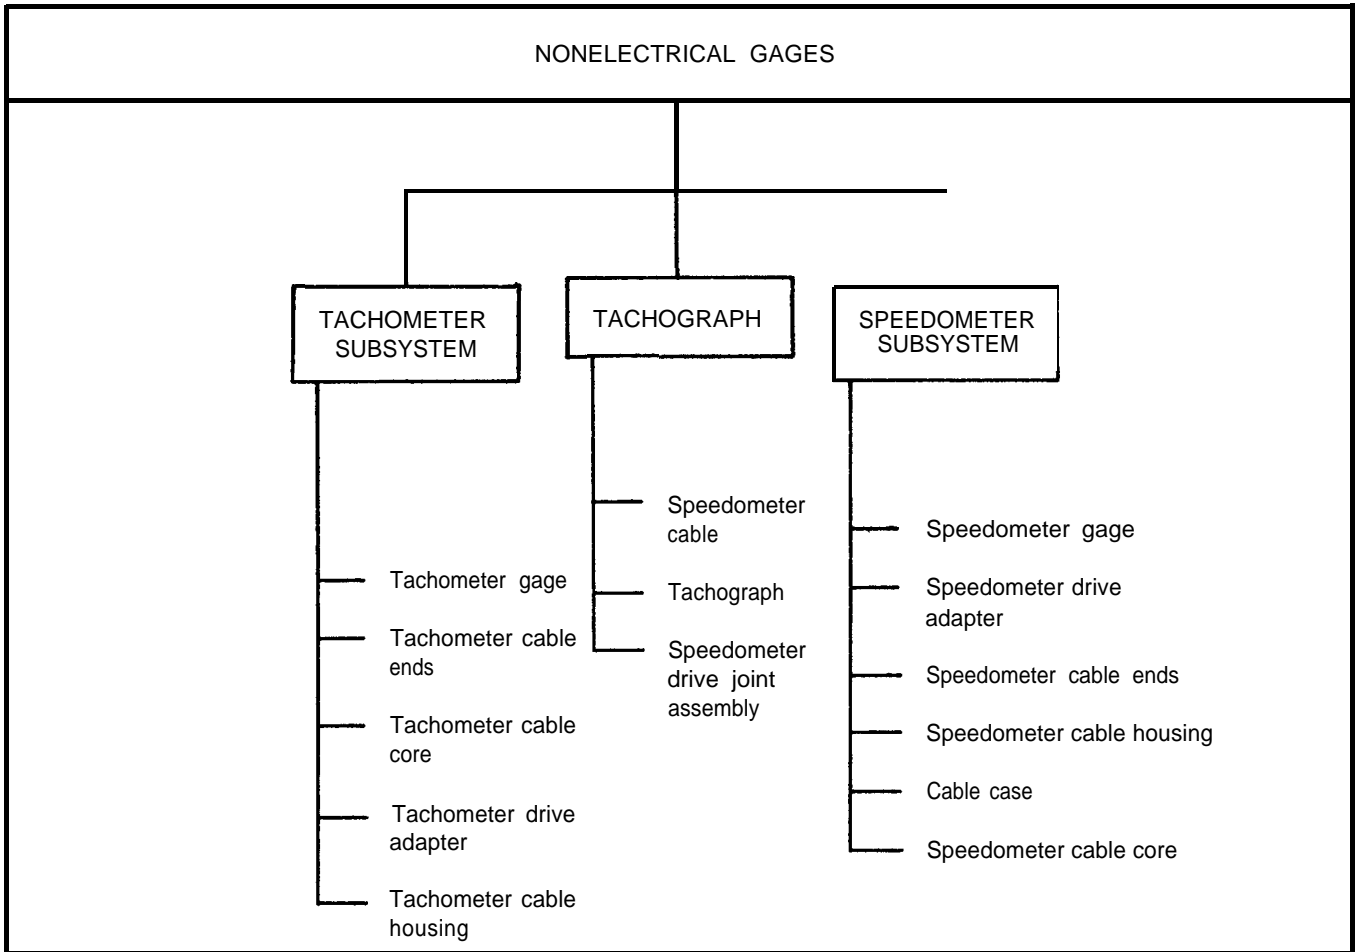 NONELECTRICAL GAGES
TACHOMETER
SUBSYSTEM
TACHOGRAPH
SPEEDOMETER
SUBSYSTEM
Tachometer gage
Tachometer cable
ends
Tachometer cable
core
Tachometer drive
adapter
Tachometer cable
housing
Speedometer
cable
Tachograph
Speedometer
drive joint
assembly
Speedometer gage
Speedometer drive
adapter
Speedometer cable ends
Speedometer cable housing
Cable case
Speedometer cable core